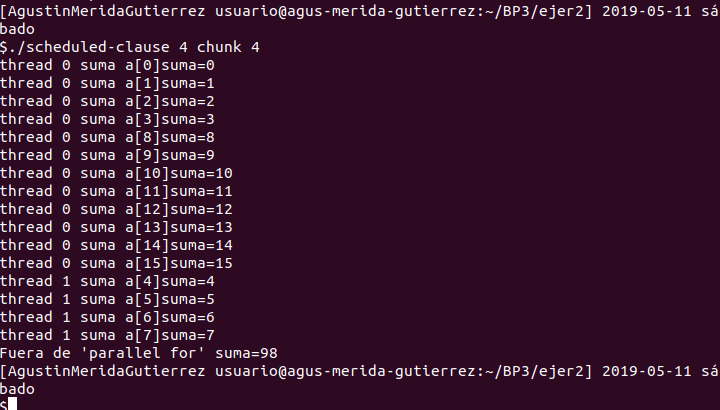 [AgustinMeridaGutierrez usuario@agus-merida-gutierrez:~/BP3/ejer2] 2019-05-11 sá
bado
$./scheduled-clause 4 chunk 4
thread 0 suma a[0]suma=0
thread 0 suma a[1]suma=1
thread 0 suma a[2]suma=2
thread 0 suma a[3]suma=3
thread 0 suma a[8]suma=8
thread 0 suma a[9]suma=9
thread 0 suma a[10]suma=10
thread 0 suma a[11]suma=11
thread 0 suma a[12]suma=12
thread 0 suma a[13]suma=13
thread 0 suma a[14]suma=14
thread 0 suma a[15]suma=15
thread 1 suma a[4]suma=4
thread 1 suma a[5]suma=5
thread 1 suma a[6]suma=6
thread 1 suma a[7]suma=7
Fuera de 'parallel for' suma=98
[AgustinMeridaGutierrez usuario@agus-merida-gutierrez:~/BP3/ejer2] 2019-05-11 sá
bado
$